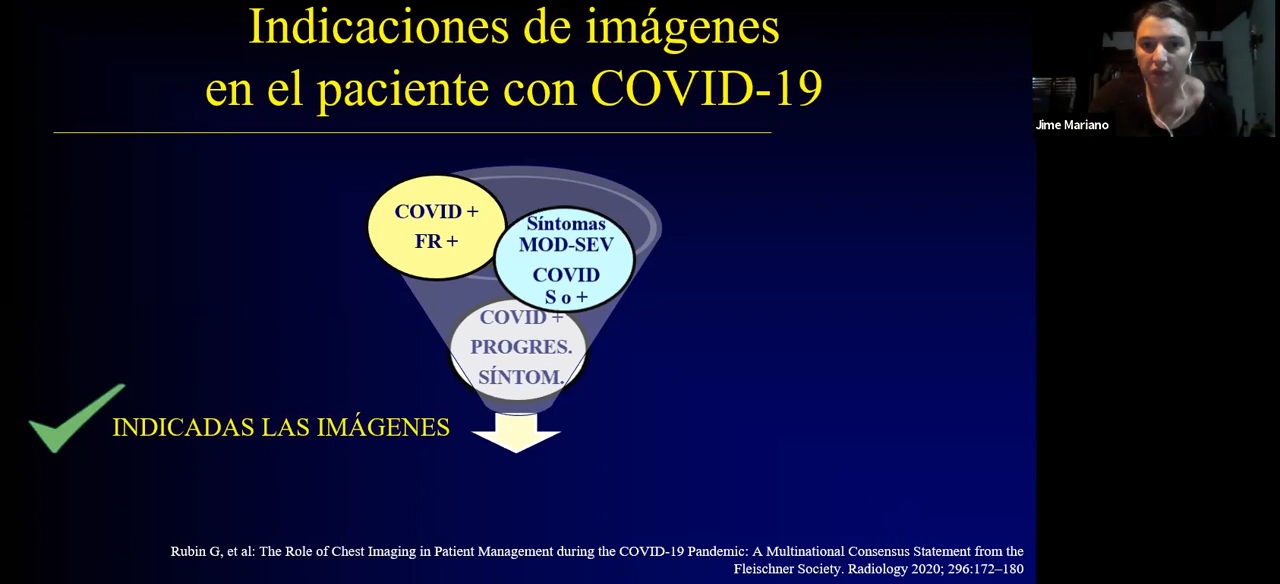 Indicaciones de imágenes
en el paciente con COVID-19
Jime Mariano
COVID +
FR +
Síntomas
MOD-SEV
COVID
S o +
COVID +
PROGRES.
SÍNTOM.
INDICADAS LAS IMÁGENES
Rubin G, et al: The Role of Chest Imaging in Patient Management during the COVID-19 Pandemic: A Multinational Consensus Statement from the
Fleischner Society. Radiology 2020; 296:172–180